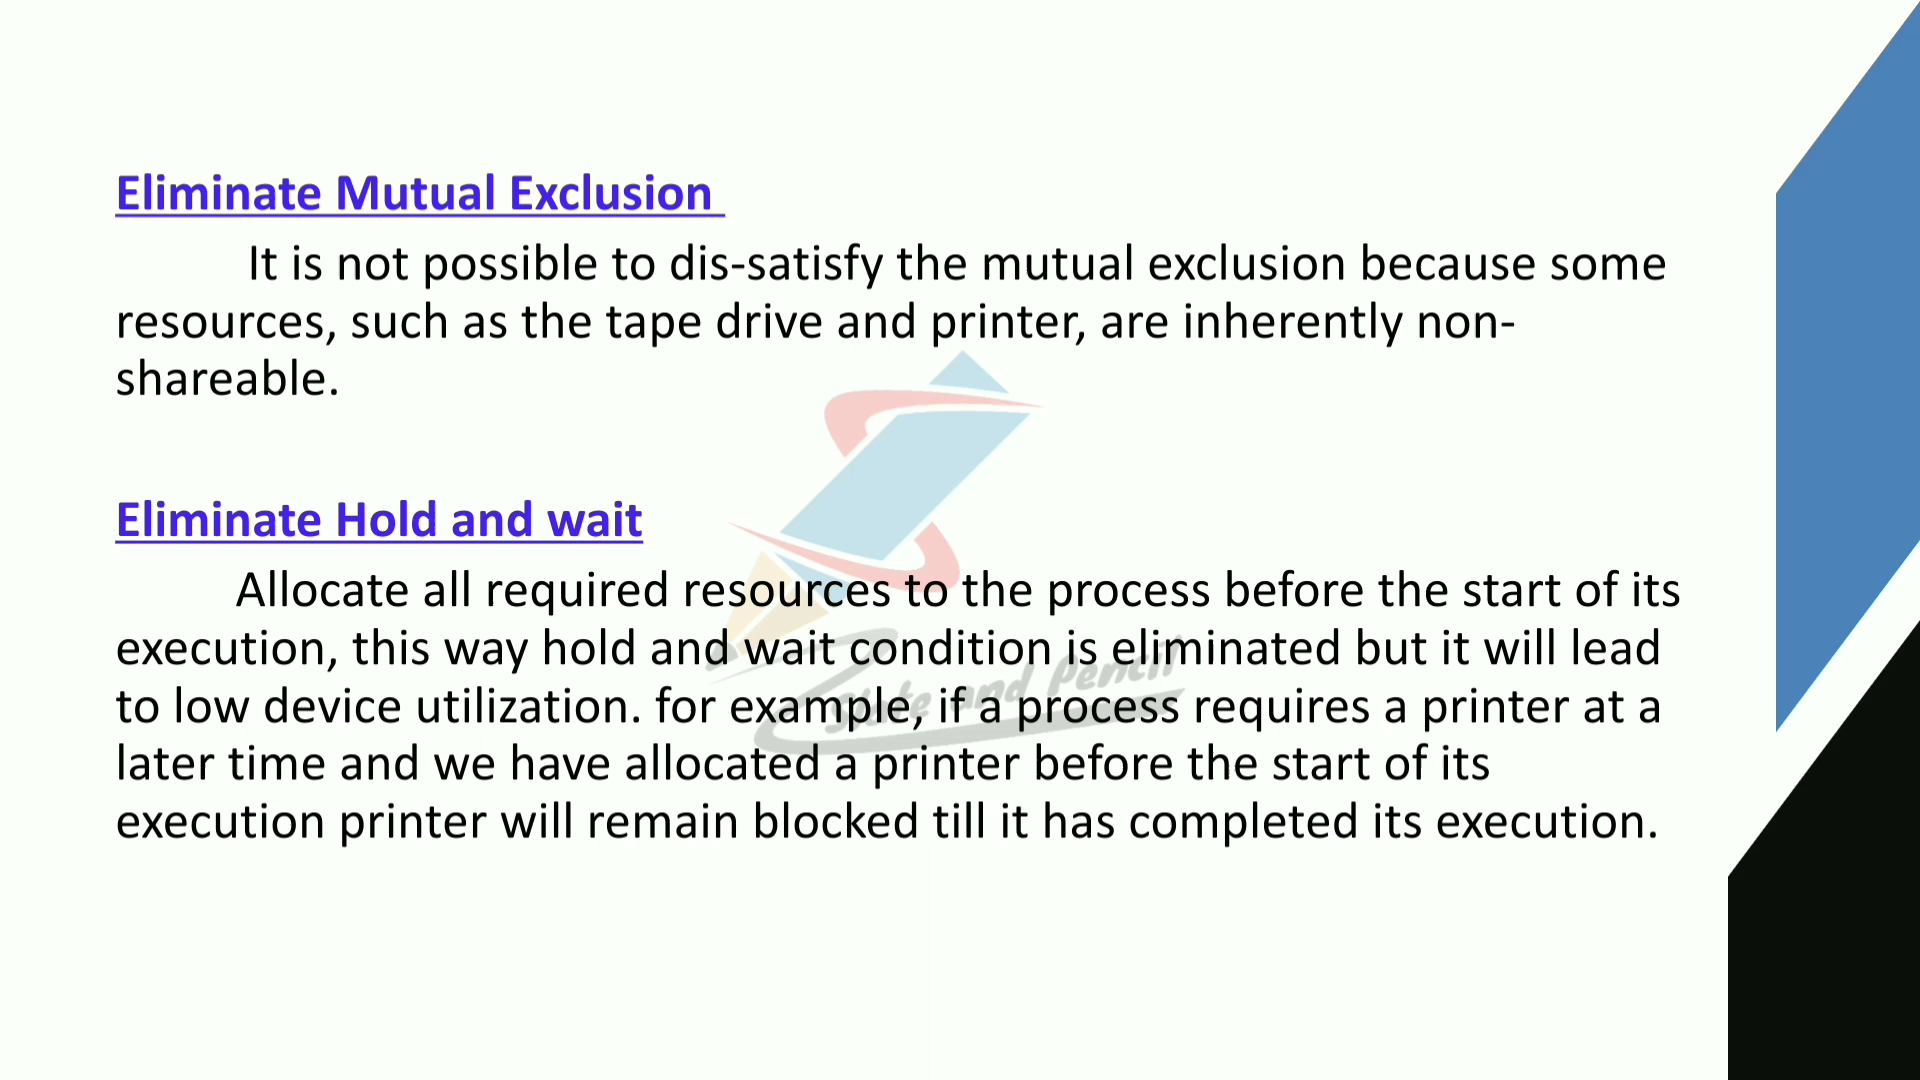 Eliminate Mutual Exclusion
It is not possible to dis-satisfy the mutual exclusion because some
resources, such as the tape drive and printer, are inherently non-
shareable.
Eliminate Hold and wait
Allocate all required resources to the process before the start of its
execution, this way hold and wait condition is eliminated but it will lead
to low device utilization. for example, if a process requires a printer at a
later time and we have allocated a printer before the start of its
execution printer will remain blocked till it has completed its execution.
and Pencil